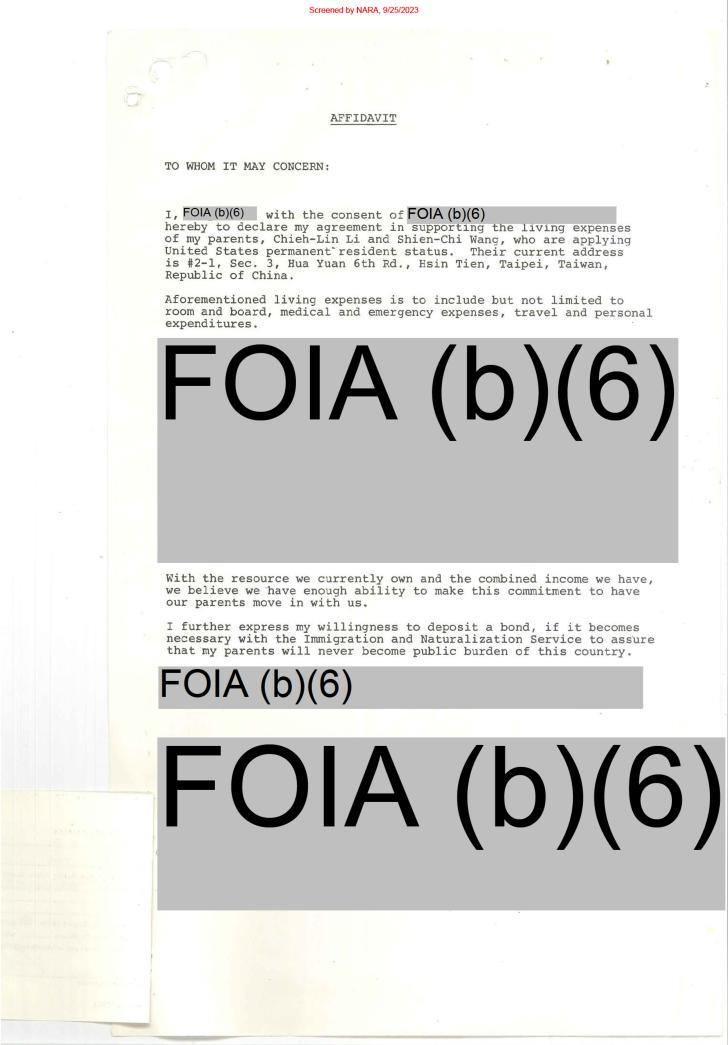 Screened by NARA, 9/25/2023
AFFIDAVIT
TO WHOM IT MAY CONCERN:
I, FOIA (b)(6) with the consent of FOIA (b)(6)
hereby to declare my agreement in supporting the living expenses
of my parents, Chieh-Lin Li and Shien-Chi Wang, who are applying
United States permanent resident status. Their current address
is #2-1, Sec. 3, Hua Yuan 6th Rd., Hsin Tien, Taipei, Taiwan,
Republic of China.
Aforementioned living expenses is to include but not limited to
room and board, medical and emergency expenses, travel and personal
expenditures.
FOIA (b)(6)
With the resource we currently own and the combined income we have,
we believe we have enough ability to make this commitment to have
our parents move in with us.
I further express my willingness to deposit a bond, if it becomes
necessary with the Immigration and Naturalization Service to assure
that my parents will never become public burden of this country.
FOIA (b)(6)
FOIA (b)(6)